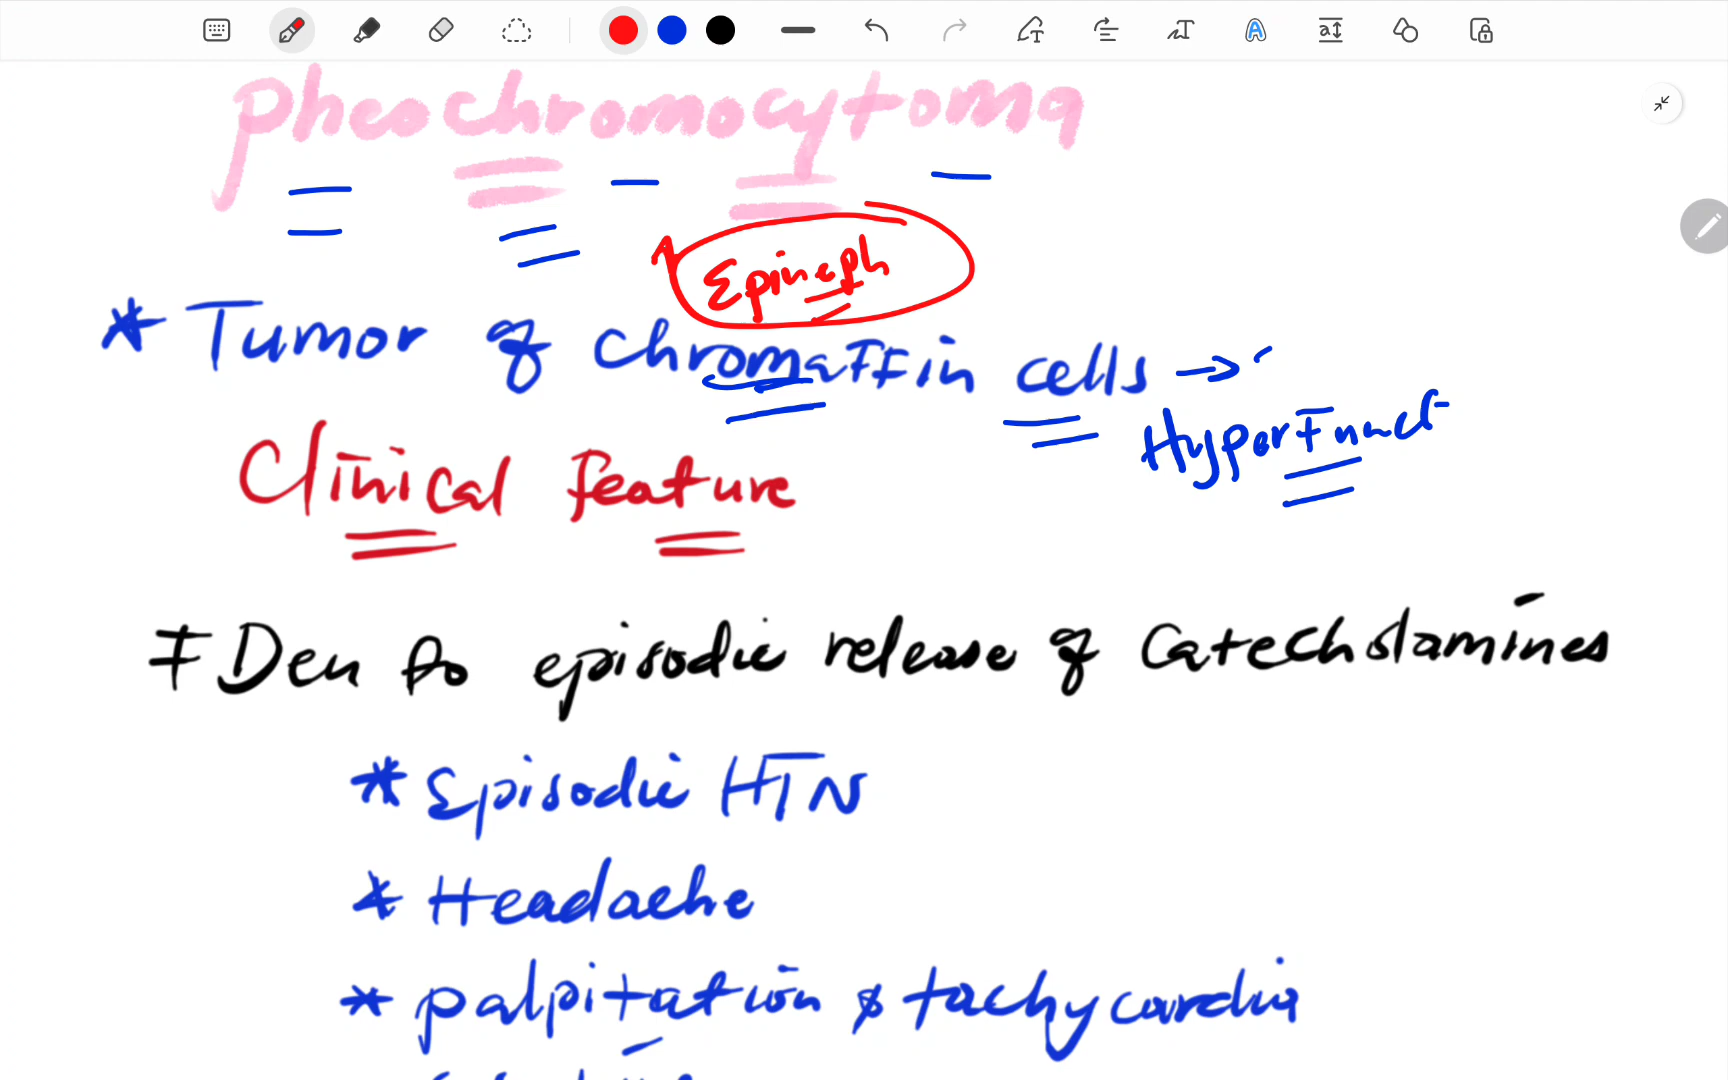 pheochromocytoma
Epineph
* Tumor of chromaffin cells →
Hyperfunct
Clinical feature
Deu to episodic release of catecholamines
* Episodic HTN
* Headache
* palpitation & tachycardia